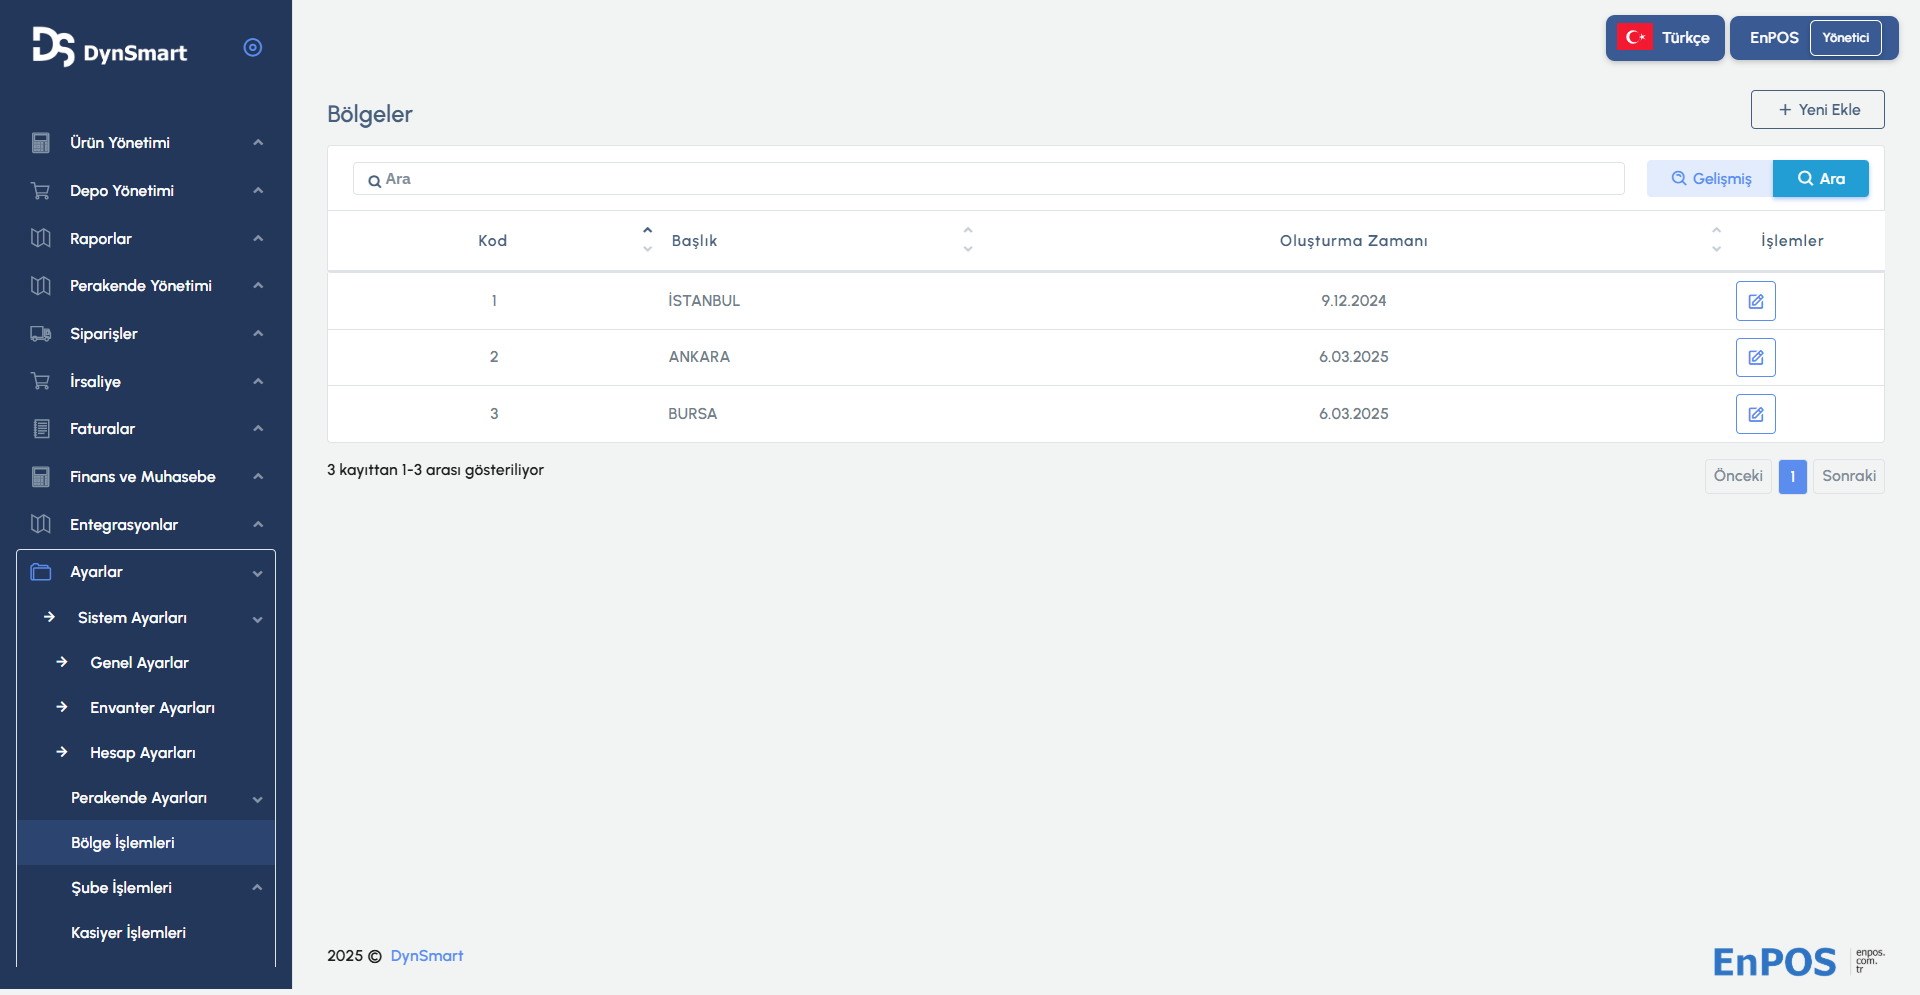 DS DynSmart
Türkçe
EnPOS Yönetici
Ürün Yönetimi
Depo Yönetimi
Raporlar
Perakende Yönetimi
Siparişler
İrsaliye
Faturalar
Finans ve Muhasebe
Entegrasyonlar
Ayarlar
Sistem Ayarları
Genel Ayarlar
Envanter Ayarları
Hesap Ayarları
Perakende Ayarları
Bölge İşlemleri
Şube İşlemleri
Kasiyer İşlemleri
Bölgeler
+ Yeni Ekle
Ara
Gelişmiş
Ara
Kod Başlık Oluşturma Zamanı İşlemler
1 İSTANBUL 9.12.2024
2 ANKARA 6.03.2025
3 BURSA 6.03.2025
3 kayıttan 1-3 arası gösteriliyor
Önceki 1 Sonraki
2025 © DynSmart
EnPOS
enpos.
com.
tr